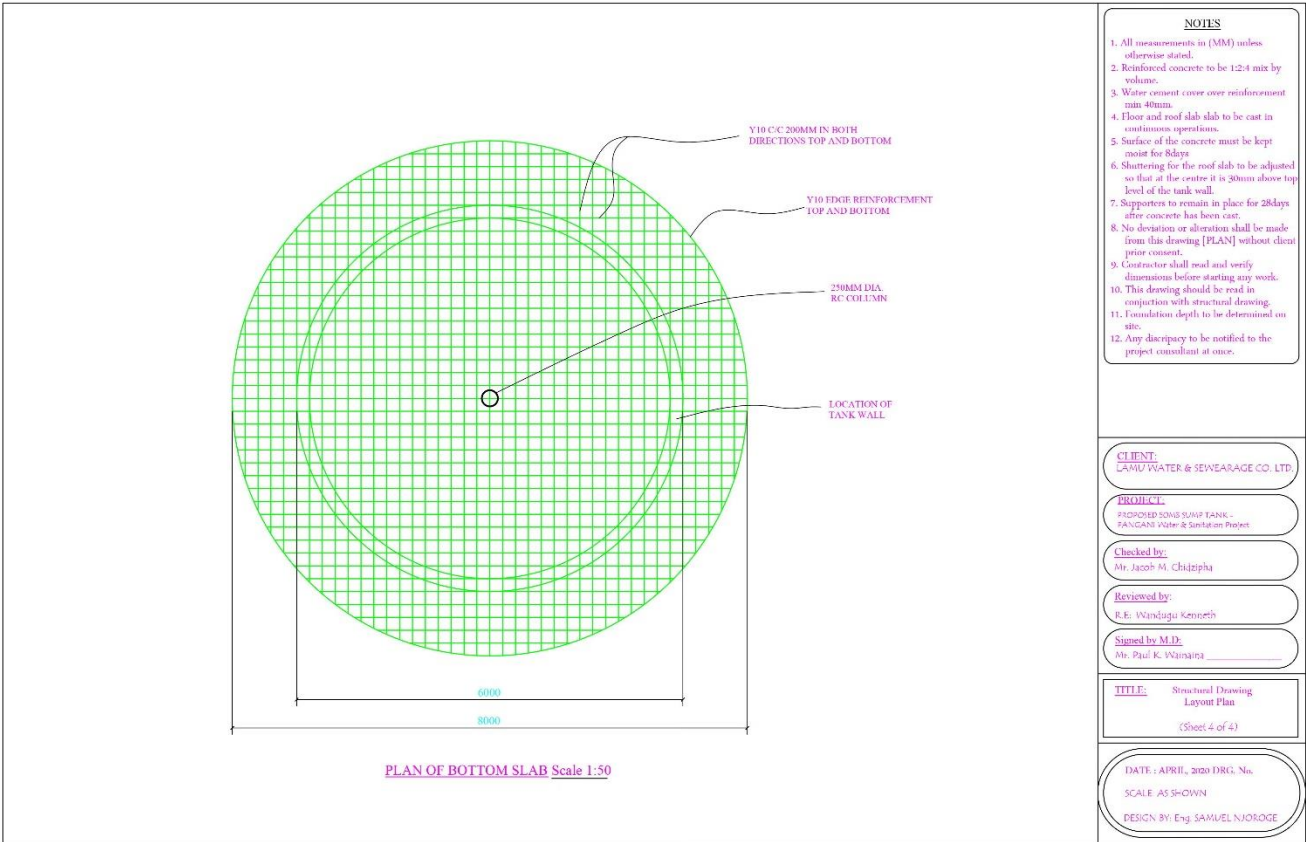 Y10 C/C 200MM IN BOTH
DIRECTIONS TOP AND BOTTOM
Y10 EDGE REINFORCEMENT
TOP AND BOTTOM
250MM DIA.
RC COLUMN
LOCATION OF
TANK WALL
6000
8000
PLAN OF BOTTOM SLAB Scale 1:50
NOTES
1. All measurements in (MM) unless
otherwise stated.
2. Reinforced concrete to be 1:2:4 mix by
volume.
3. Water cement cover over reinforcement
min 40mm.
4. Floor and roof slab slab to be cast in
continuous operations.
5. Surface of the concrete must be kept
moist for 8days
6. Shuttering for the roof slab to be adjusted
so that at the centre it is 30mm above top
level of the tank wall.
7. Supporters to remain in place for 28days
after concrete has been cast.
8. No deviation or alteration shall be made
from this drawing [PLAN] without client
prior consent.
9. Contractor shall read and verify
dimensions before starting any work.
10. This drawing should be read in
conjuction with structural drawing.
11. Foundation depth to be determined on
site.
12. Any discripacy to be notified to the
project consultant at once.
CLIENT:
LAMU WATER & SEWEARAGE CO. LTD.
PROJECT:
PROPOSED 50M3 SUMP TANK -
PANGANI Water & Sanitation Project
Checked by:
Mr. Jacob M. Chidzipha
Reviewed by:
R.E: Wandugu Kenneth
Signed by M.D:
Mr. Paul K. Wainaina
TITLE: Structural Drawing
Layout Plan
(Sheet 4 of 4)
DATE : APRIL, 2020 DRG. No.
SCALE: AS SHOWN
DESIGN BY: Eng. SAMUEL NJOROGE